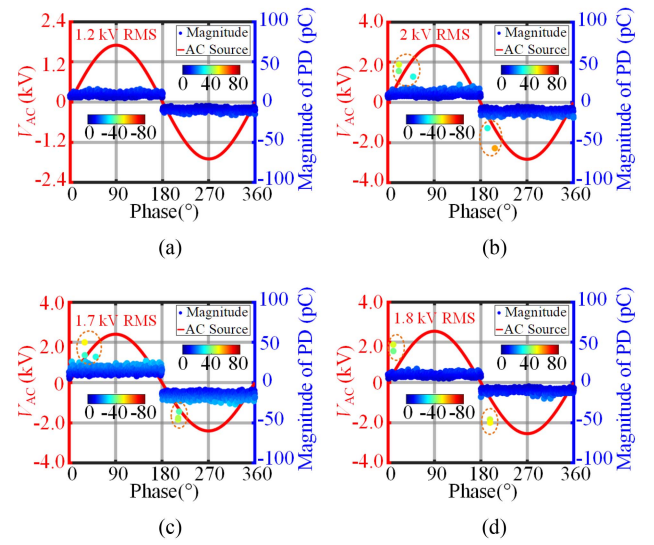 2.4
1.2
0
-1.2
-2.4
V_AC (kV)
1.2 kV RMS
Magnitude
AC Source
0 40 80
0 -40-80
100
50
0
-50
-100
Magnitude of PD (pC)
0 90 180 270 360
Phase(°)
(a)
4.0
2.0
0
-2.0
-4.0
V_AC (kV)
2 kV RMS
Magnitude
AC Source
0 40 80
0 -40-80
100
50
0
-50
-100
Magnitude of PD (pC)
0 90 180 270 360
Phase(°)
(b)
4.0
2.0
0
-2.0
-4.0
V_AC (kV)
1.7 kV RMS
Magnitude
AC Source
0 40 80
0 -40-80
100
50
0
-50
-100
Magnitude of PD (pC)
0 90 180 270 360
Phase(°)
(c)
4.0
2.0
0
-2.0
-4.0
V_AC (kV)
1.8 kV RMS
Magnitude
AC Source
0 40 80
0 -40-80
100
50
0
-50
-100
Magnitude of PD (pC)
0 90 180 270 360
Phase(°)
(d)